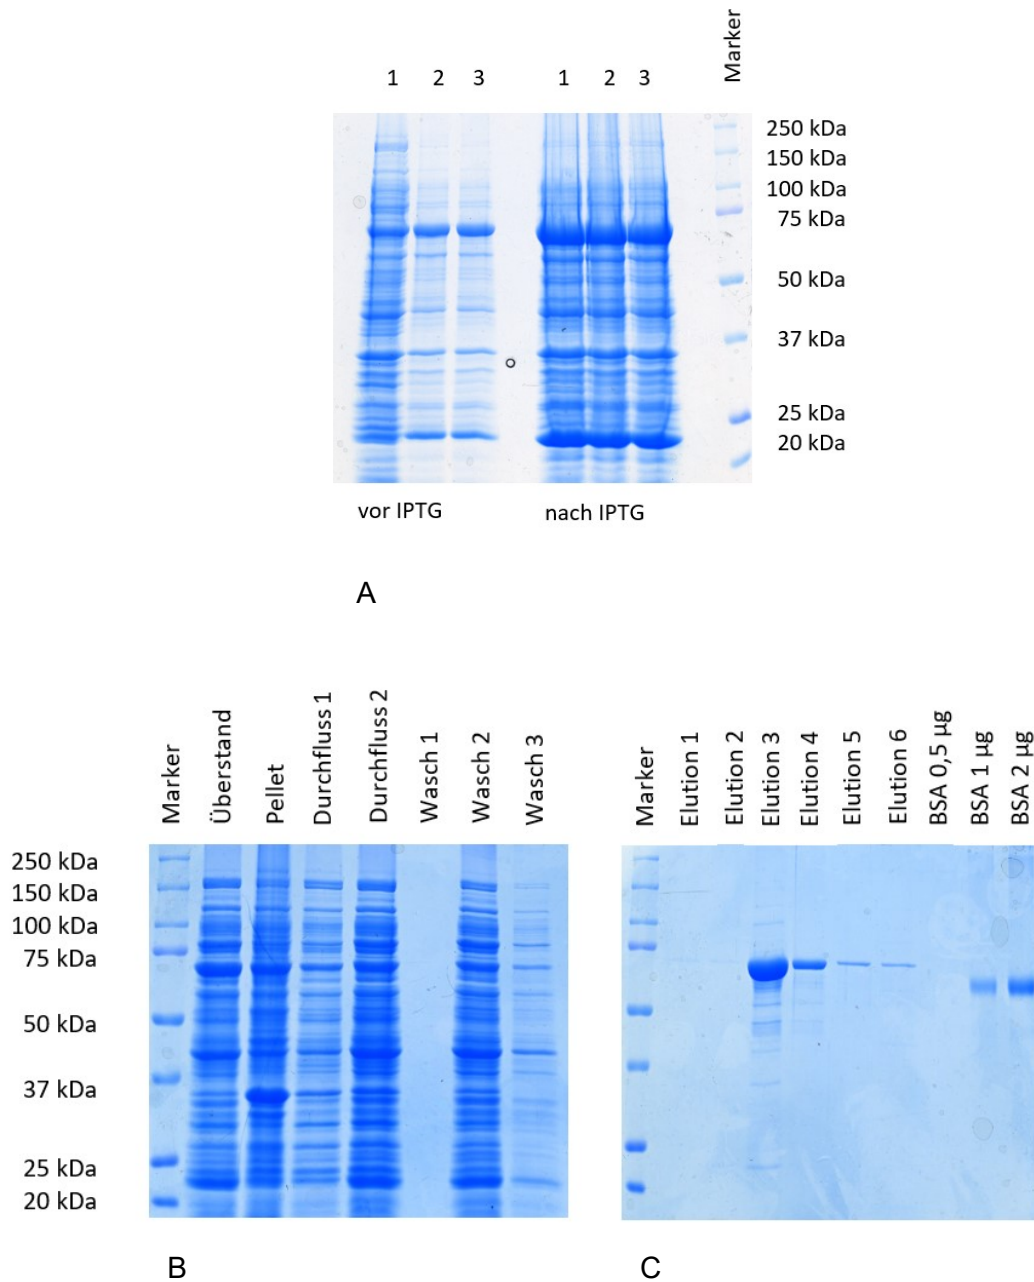 1 2 3 1 2 3 Marker
250 kDa
150 kDa
100 kDa
75 kDa
50 kDa
37 kDa
25 kDa
20 kDa
vor IPTG nach IPTG
A
Marker Überstand Pellet Durchfluss 1 Durchfluss 2 Wasch 1 Wasch 2 Wasch 3
250 kDa
150 kDa
100 kDa
75 kDa
50 kDa
37 kDa
25 kDa
20 kDa
B
Marker Elution 1 Elution 2 Elution 3 Elution 4 Elution 5 Elution 6 BSA 0,5 µg BSA 1 µg BSA 2 µg
C